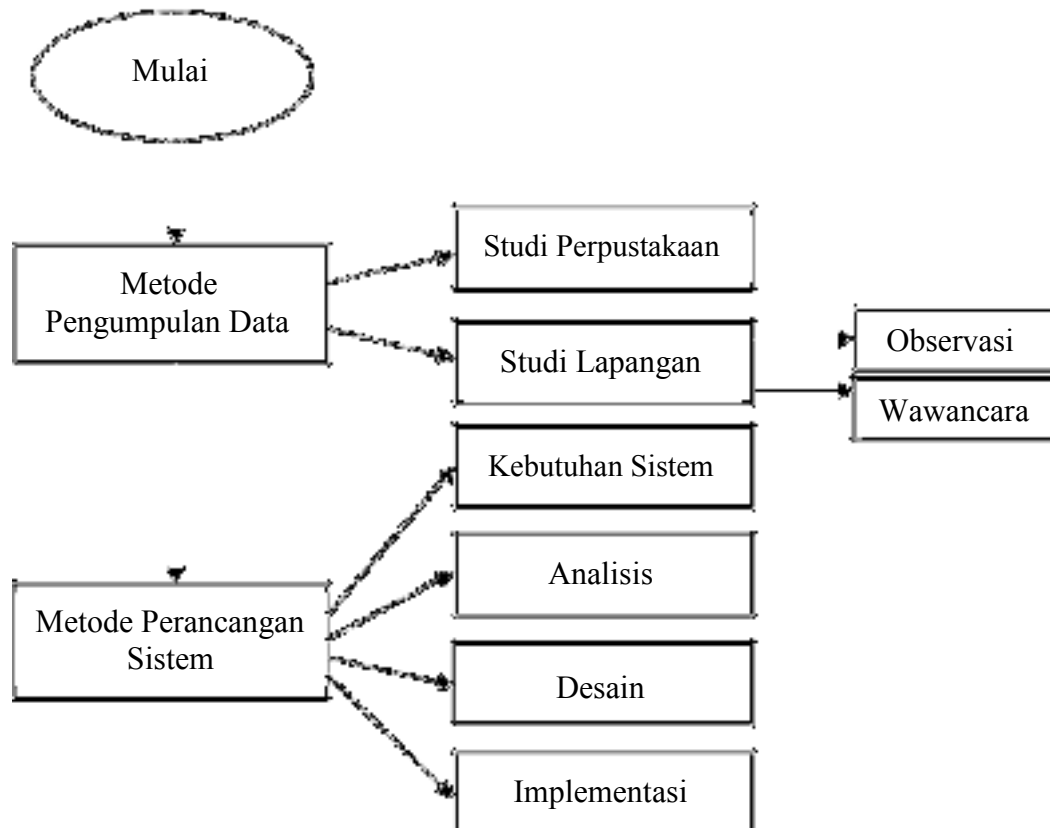 Mulai
Studi Perpustakaan
Metode
Pengumpulan Data
Observasi
Studi Lapangan
Wawancara
Kebutuhan Sistem
Analisis
Metode Perancangan
Sistem
Desain
Implementasi